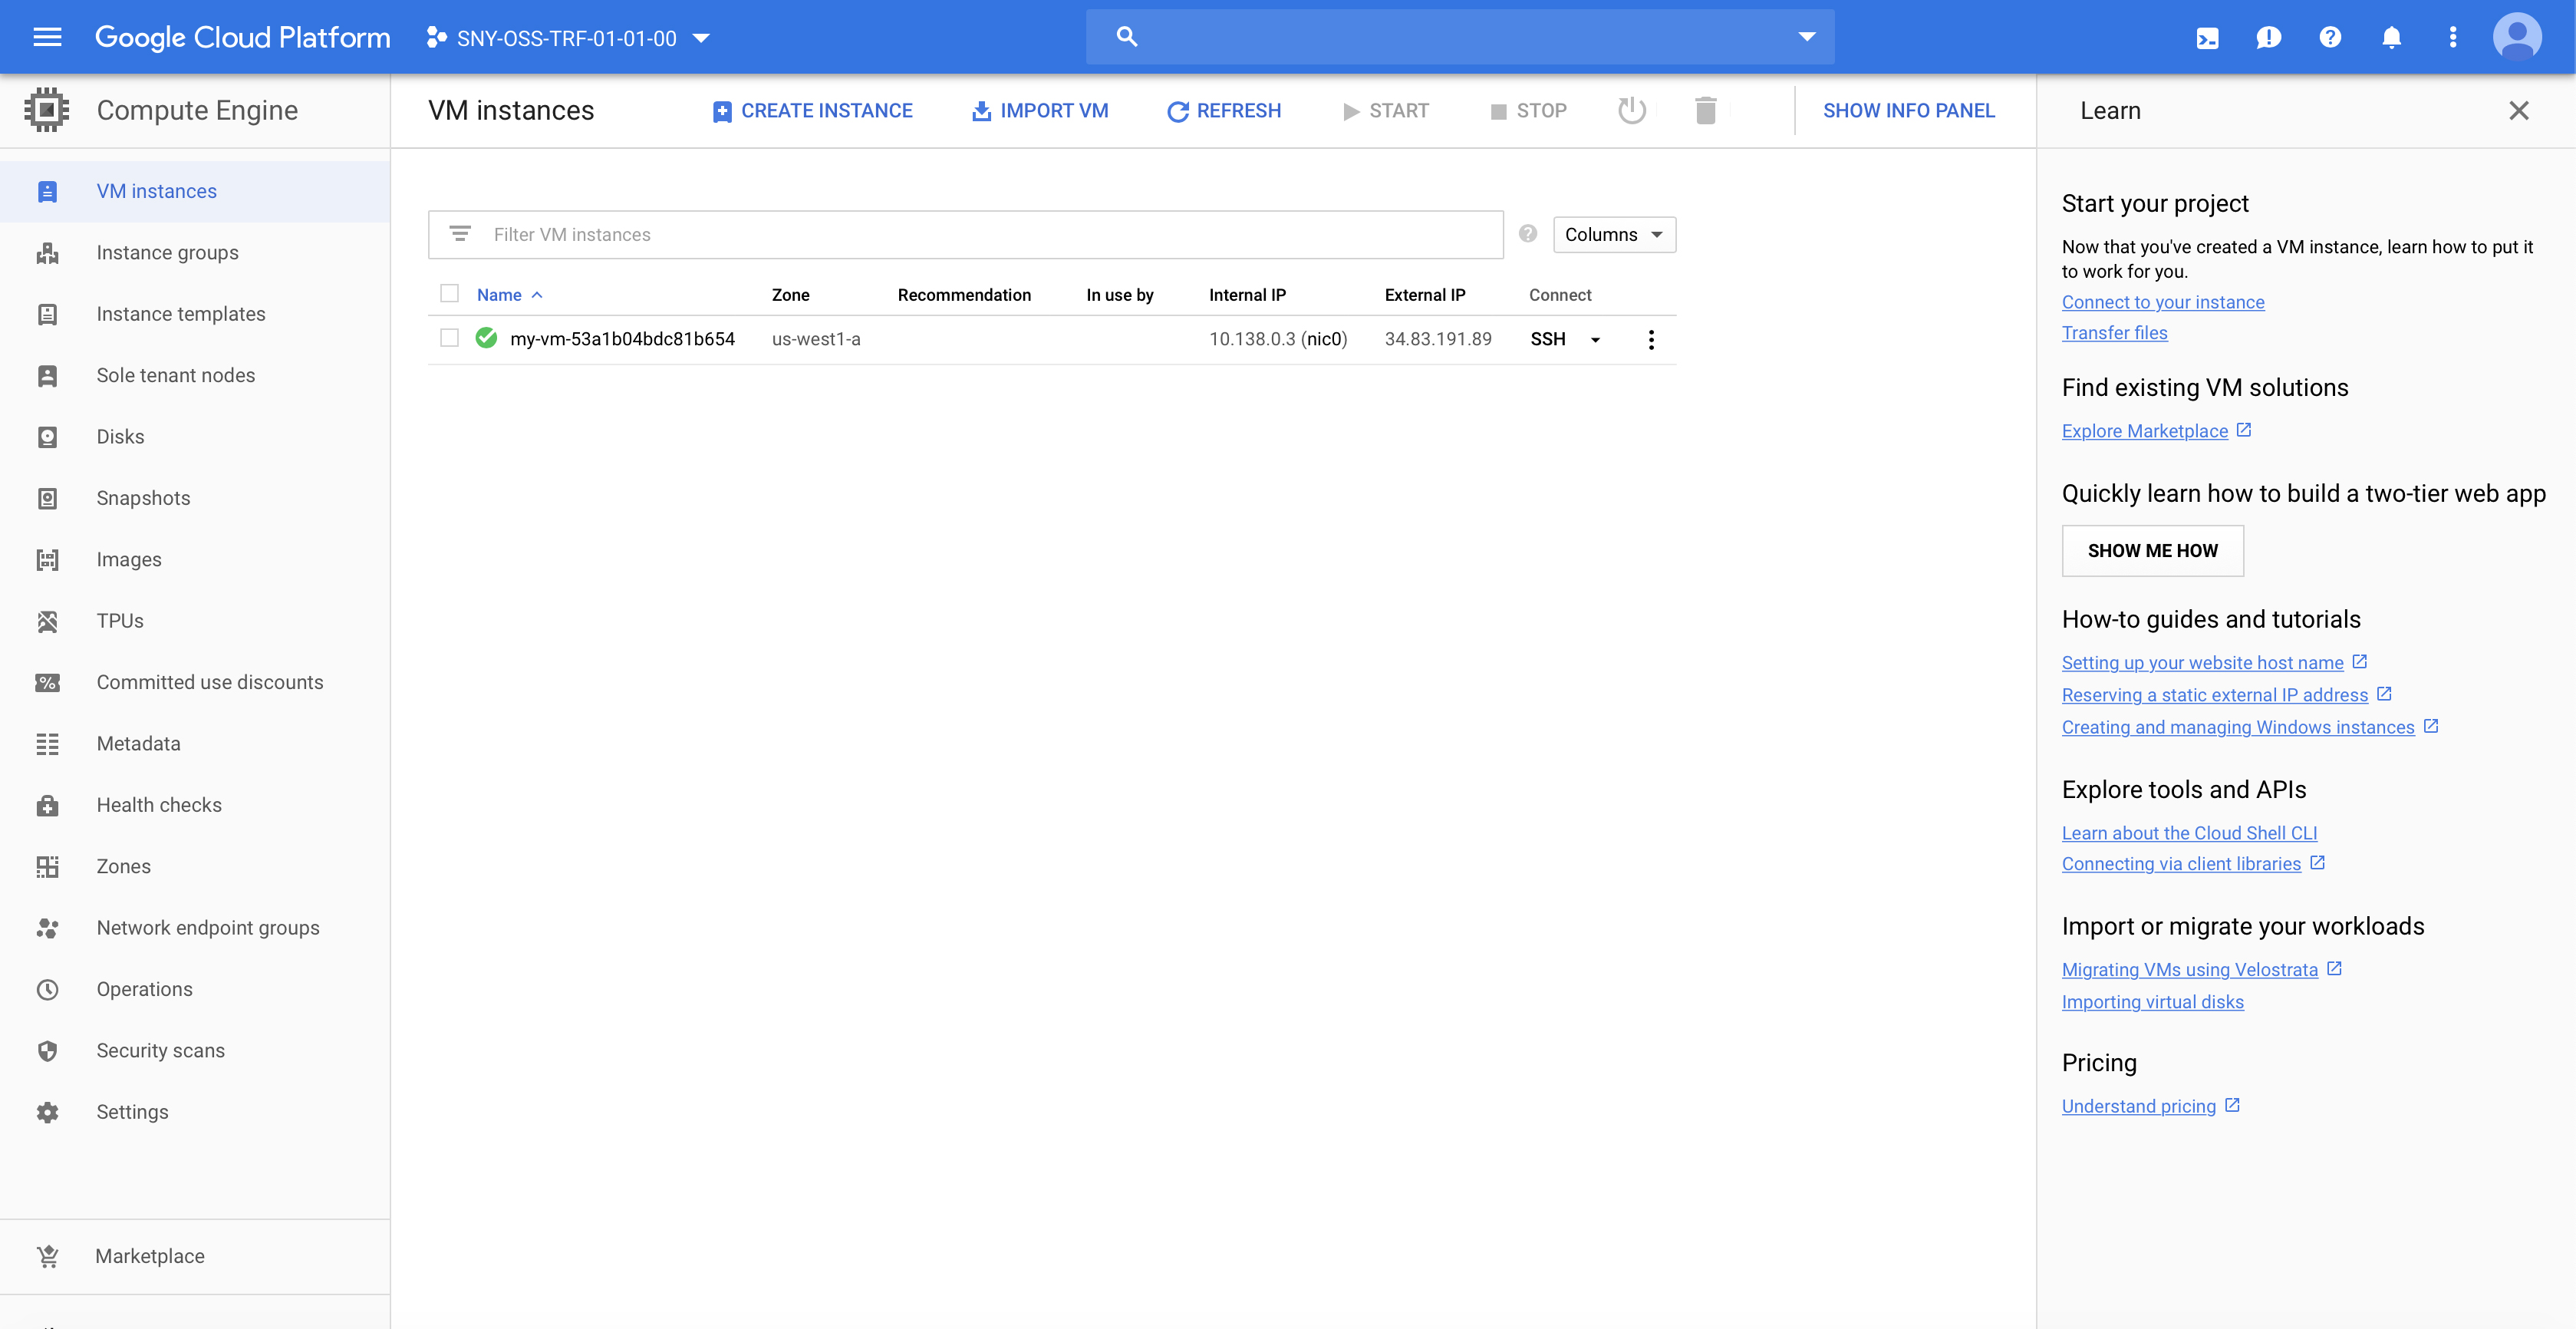 Google Cloud Platform
SNY-OSS-TRF-01-01-00
Compute Engine
VM instances
Instance groups
Instance templates
Sole tenant nodes
Disks
Snapshots
Images
TPUs
Committed use discounts
Metadata
Health checks
Zones
Network endpoint groups
Operations
Security scans
Settings
Marketplace
VM instances
CREATE INSTANCE
IMPORT VM
REFRESH
START
STOP
SHOW INFO PANEL
Filter VM instances
Columns
Name Zone Recommendation In use by Internal IP External IP Connect
my-vm-53a1b04bdc81b654 us-west1-a 10.138.0.3 (nic0) 34.83.191.89 SSH
Learn
Start your project
Now that you've created a VM instance, learn how to put it
to work for you.
Connect to your instance
Transfer files
Find existing VM solutions
Explore Marketplace
Quickly learn how to build a two-tier web app
SHOW ME HOW
How-to guides and tutorials
Setting up your website host name
Reserving a static external IP address
Creating and managing Windows instances
Explore tools and APIs
Learn about the Cloud Shell CLI
Connecting via client libraries
Import or migrate your workloads
Migrating VMs using Velostrata
Importing virtual disks
Pricing
Understand pricing